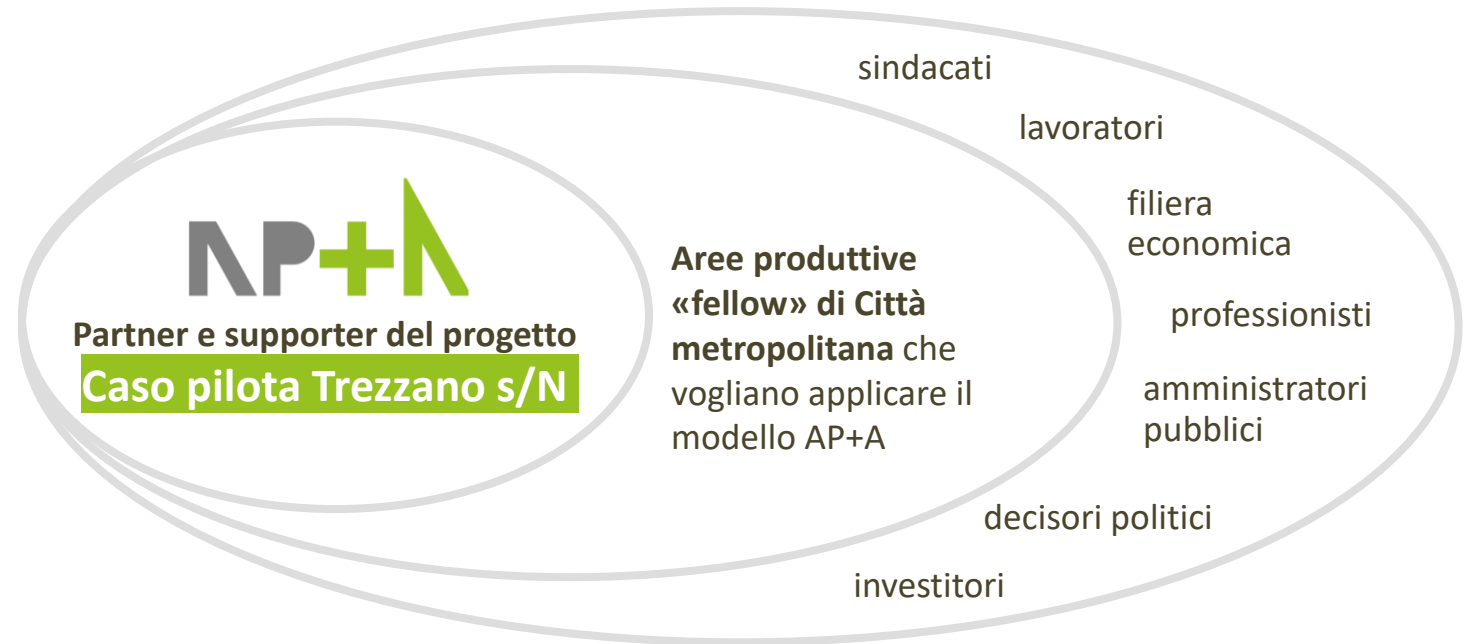 AP+A
Partner e supporter del progetto
Caso pilota Trezzano s/N
Aree produttive
«fellow» di Città
metropolitana che
vogliano applicare il
modello AP+A
sindacati
lavoratori
filiera
economica
professionisti
amministratori
pubblici
decisori politici
investitori